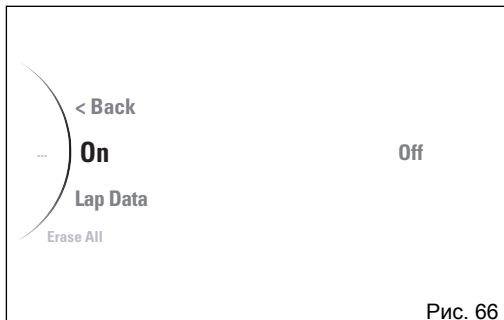 < Back
... On Off
Lap Data
Erase All
Рис. 66